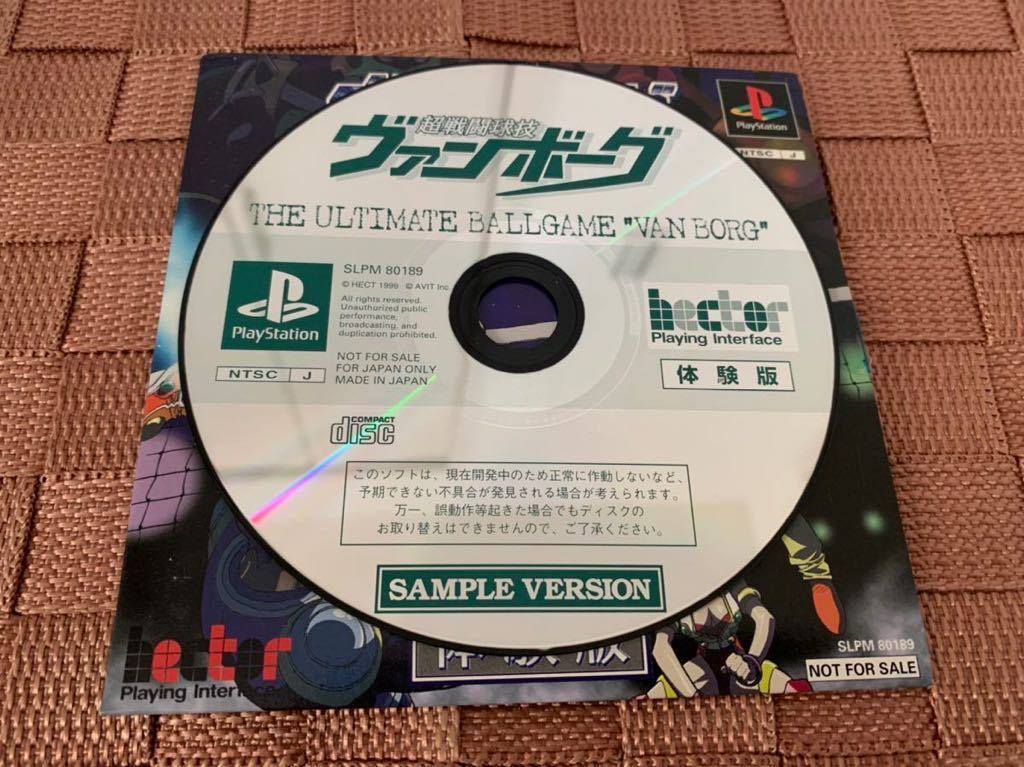 超戦闘球技
ヴァンボーグ
THE ULTIMATE BALLGAME "VAN BORG"
PlayStation
NTSC J
PlayStation
NTSC J
SLPM 80189
© HECT 1999 © AVIT Inc.
All rights reserved.
Unauthorized public
performance,
broadcasting, and
duplication prohibited.
NOT FOR SALE
FOR JAPAN ONLY
MADE IN JAPAN
hector
Playing Interface
体験版
COMPACT
disc
このソフトは、現在開発中のため正常に作動しないなど、
予期できない不具合が発見される場合が考えられます。
万一、誤動作等起きた場合でもディスクの
お取り替えはできませんので、ご了承ください。
SAMPLE VERSION
体験版
hector
Playing Interface
SLPM 80189
NOT FOR SALE